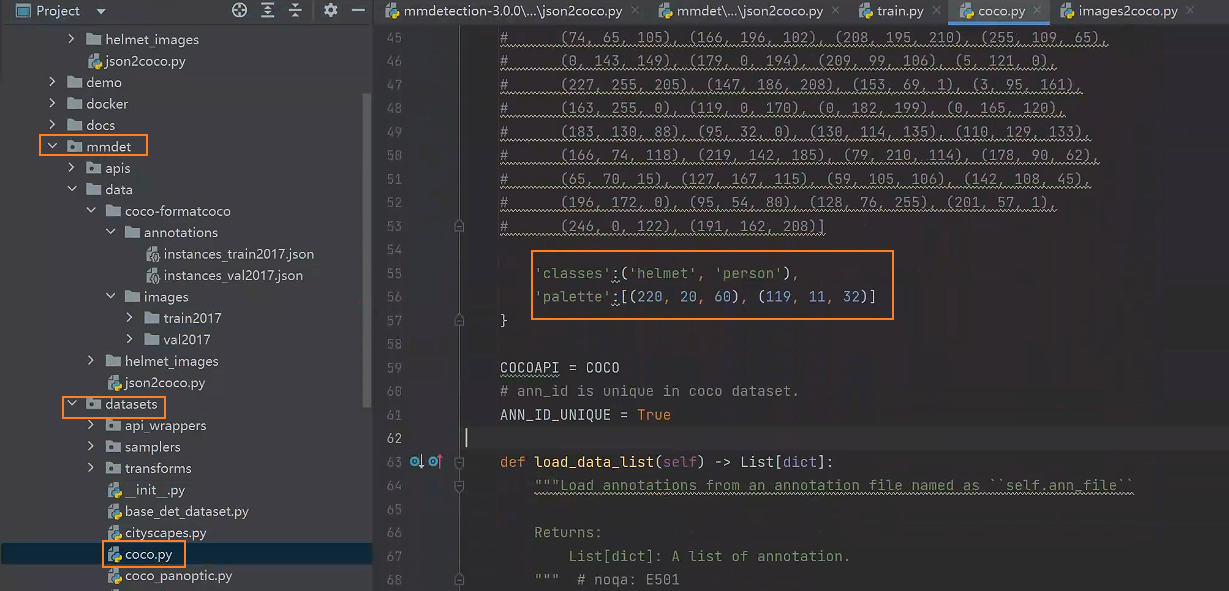 Project
helmet_images
json2coco.py
demo
docker
docs
mmdet
apis
data
coco-formatcoco
annotations
instances_train2017.json
instances_val2017.json
images
train2017
val2017
helmet_images
json2coco.py
datasets
api_wrappers
samplers
transforms
__init__.py
base_det_dataset.py
cityscapes.py
coco.py
coco_panoptic.py
mmdetection-3.0.0\...\json2coco.py
mmdet\...\json2coco.py
train.py
coco.py
images2coco.py
45 # (74, 65, 105), (166, 196, 102), (208, 195, 210), (255, 109, 65),
46 # (0, 143, 149), (179, 0, 194), (209, 99, 106), (5, 121, 0),
47 # (227, 255, 205), (147, 186, 208), (153, 69, 1), (3, 95, 161),
48 # (163, 255, 0), (119, 0, 170), (0, 182, 199), (0, 165, 120),
49 # (183, 130, 88), (95, 32, 0), (130, 114, 135), (110, 129, 133),
50 # (166, 74, 118), (219, 142, 185), (79, 210, 114), (178, 90, 62),
51 # (65, 70, 15), (127, 167, 115), (59, 105, 106), (142, 108, 45),
52 # (196, 172, 0), (95, 54, 80), (128, 76, 255), (201, 57, 1),
53 # (246, 0, 122), (191, 162, 208)]
54
55 'classes':('helmet', 'person'),
56 'palette':[(220, 20, 60), (119, 11, 32)]
57 }
58
59 COCOAPI = COCO
60 # ann_id is unique in coco dataset.
61 ANN_ID_UNIQUE = True
62
63 def load_data_list(self) -> List[dict]:
64 """Load annotations from an annotation file named as ``self.ann_file``
65
66 Returns:
67 List[dict]: A list of annotation.
68 """ # noqa: E501